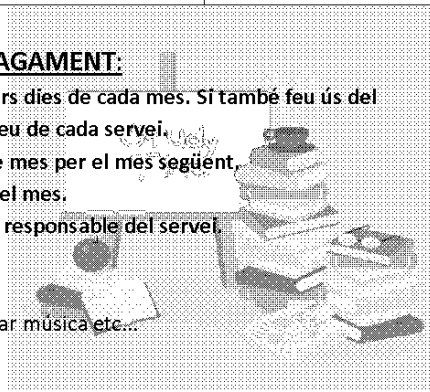 AGAMENT:
rs dies de cada mes. Si també feu ús del
eu de cada servei.
e mes per el mes següent,
el mes.
responsable del servei.
ar música etc...